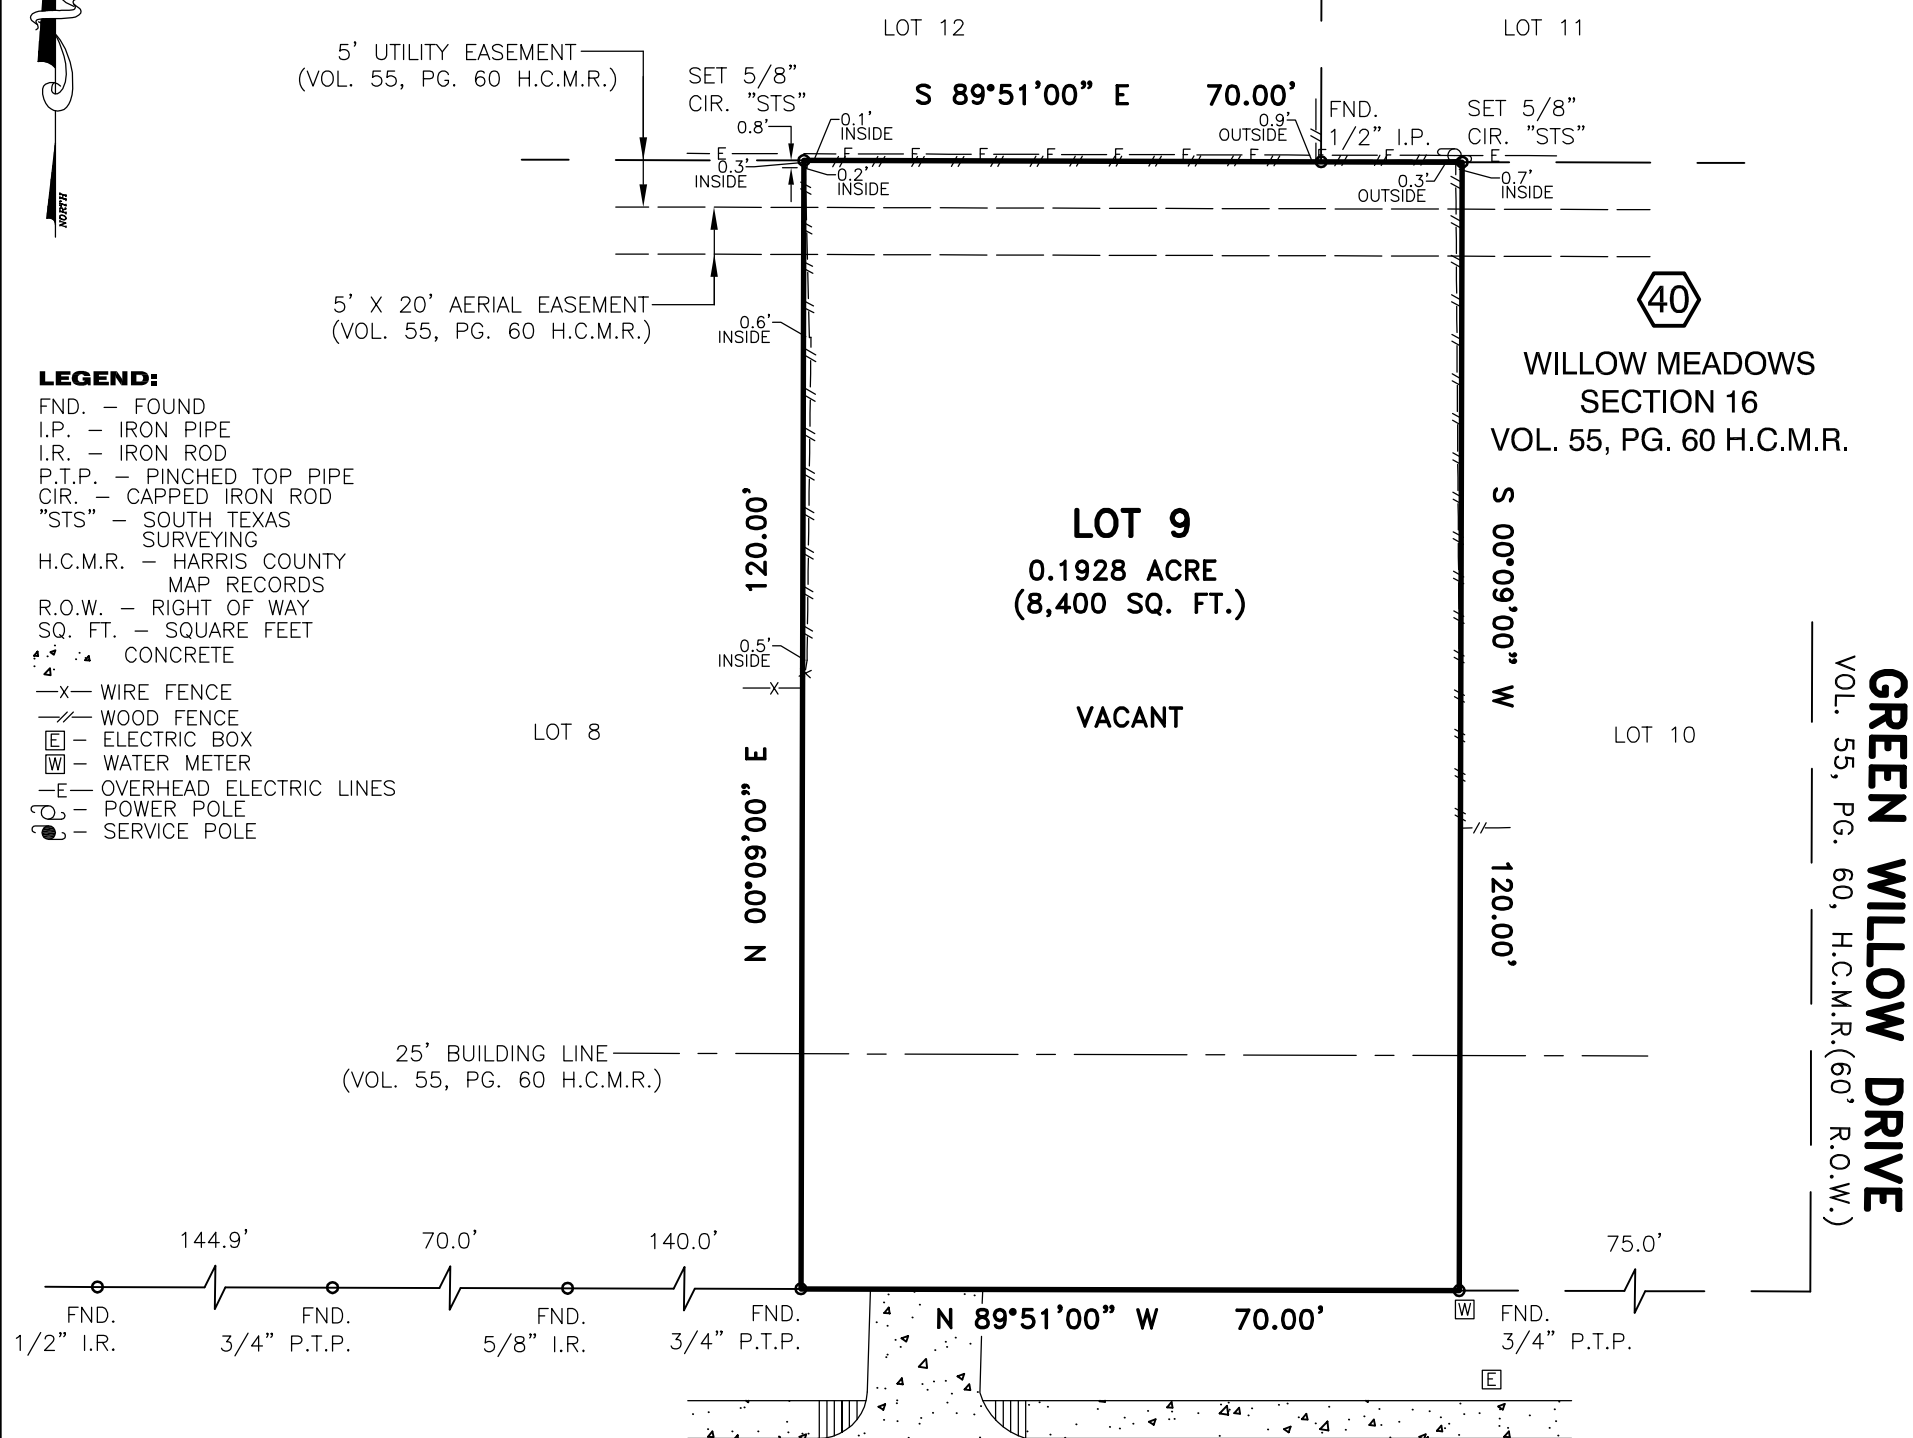 LOT 12
LOT 11
5' UTILITY EASEMENT
(VOL. 55, PG. 60 H.C.M.R.)
SET 5/8"
CIR. "STS"
S 89°51'00" E 70.00'
FND.
1/2" I.P.
SET 5/8"
CIR. "STS"
0.8'
0.1'
INSIDE
0.9'
OUTSIDE
E E E E E E E E E E E E
0.3'
INSIDE
0.2'
INSIDE
0.3'
OUTSIDE
0.7'
INSIDE
NORTH
5' X 20' AERIAL EASEMENT
(VOL. 55, PG. 60 H.C.M.R.)
0.6'
INSIDE
40
WILLOW MEADOWS
SECTION 16
VOL. 55, PG. 60 H.C.M.R.
LEGEND:
FND. – FOUND
I.P. – IRON PIPE
I.R. – IRON ROD
P.T.P. – PINCHED TOP PIPE
CIR. – CAPPED IRON ROD
"STS" – SOUTH TEXAS
SURVEYING
H.C.M.R. – HARRIS COUNTY
MAP RECORDS
R.O.W. – RIGHT OF WAY
SQ. FT. – SQUARE FEET
CONCRETE
—X— WIRE FENCE
—//— WOOD FENCE
E – ELECTRIC BOX
W – WATER METER
—E— OVERHEAD ELECTRIC LINES
– POWER POLE
– SERVICE POLE
N 00°09'00" E 120.00'
LOT 9
0.1928 ACRE
(8,400 SQ. FT.)
VACANT
S 00°09'00" W 120.00'
0.5'
INSIDE
X
LOT 8
LOT 10
GREEN WILLOW DRIVE
VOL. 55, PG. 60, H.C.M.R.(60' R.O.W.)
25' BUILDING LINE
(VOL. 55, PG. 60 H.C.M.R.)
144.9'
70.0'
140.0'
75.0'
FND.
1/2" I.R.
FND.
3/4" P.T.P.
FND.
5/8" I.R.
FND.
3/4" P.T.P.
N 89°51'00" W 70.00'
W
FND.
3/4" P.T.P.
E